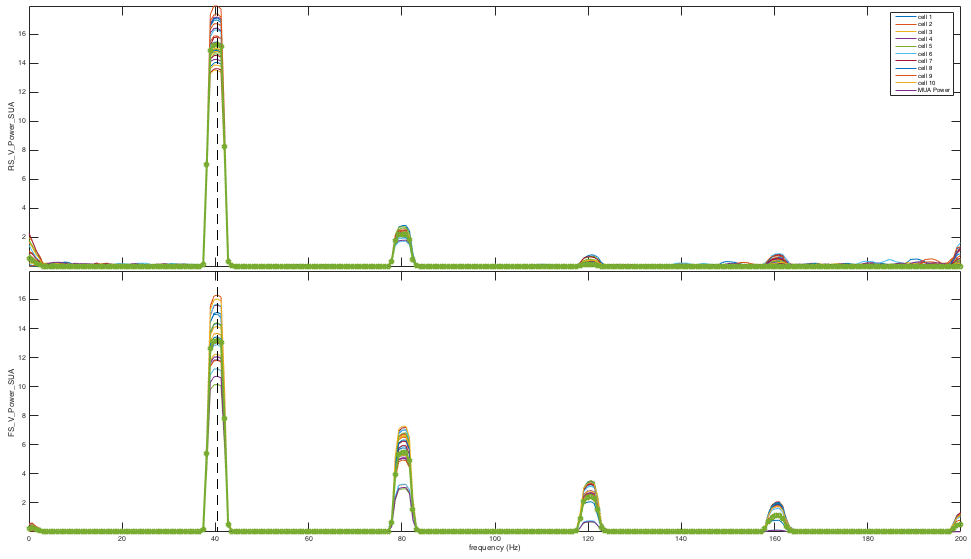 RS_V_Power_SUA
16
14
12
10
8
6
4
2
cell 1
cell 2
cell 3
cell 4
cell 5
cell 6
cell 7
cell 8
cell 9
cell 10
MUA Power
FS_V_Power_SUA
16
14
12
10
8
6
4
2
0 20 40 60 80 100 120 140 160 180 200
frequency (Hz)